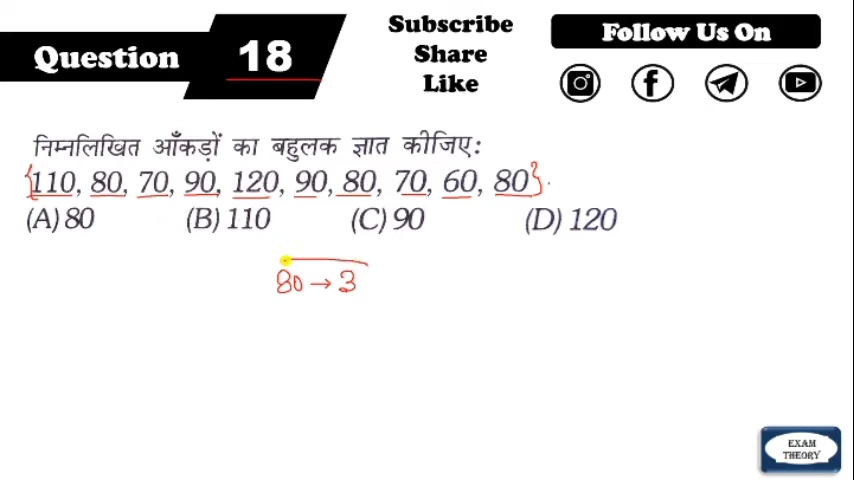 Question 18
Subscribe
Share
Like
Follow Us On
निम्नलिखित आँकड़ों का बहुलक ज्ञात कीजिए:
{110, 80, 70, 90, 120, 90, 80, 70, 60, 80}
(A) 80 (B) 110 (C) 90 (D) 120
80 → 3
EXAM
THEORY